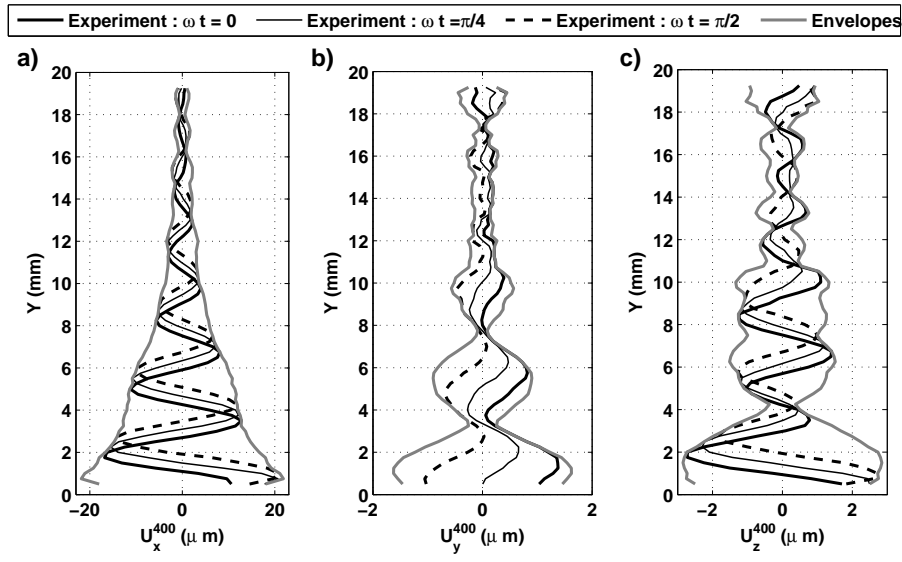 Experiment : ω t = 0 Experiment : ω t =π/4 Experiment : ω t = π/2 Envelopes
a) b) c)
20 20 20
18 18 18
16 16 16
14 14 14
12 12 12
10 10 10
8 8 8
6 6 6
4 4 4
2 2 2
0 0 0
Y (mm) Y (mm) Y (mm)
−20 −10 0 10 20 −2 0 2 −2 0 2
U_x^400 (μ m) U_y^400 (μ m) U_z^400 (μ m)